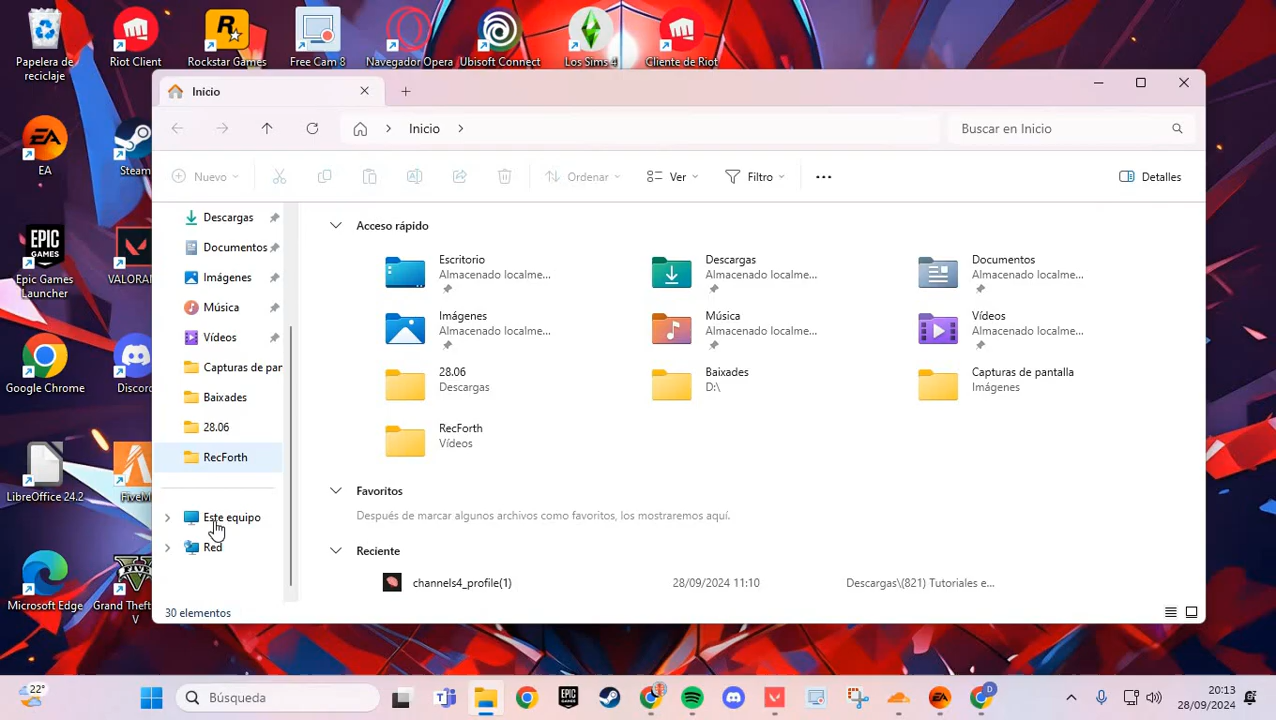 Papelera de
reciclaje
Riot Client
Rockstar Games
Free Cam 8
Navegador Opera
Ubisoft Connect
Los Sims 4
Cliente de Riot
EA
Steam
Epic Games
Launcher
VALORAN
Google Chrome
Discord
LibreOffice 24.2
FiveM
Microsoft Edge
Grand Theft
V
Inicio
Inicio
Buscar en Inicio
Nuevo
Ordenar
Ver
Filtro
Detalles
Descargas
Documentos
Imágenes
Música
Vídeos
Capturas de pan
Baixades
28.06
RecForth
Este equipo
Red
Acceso rápido
Escritorio
Almacenado localme...
Descargas
Almacenado localme...
Documentos
Almacenado localme...
Imágenes
Almacenado localme...
Música
Almacenado localme...
Vídeos
Almacenado localme...
28.06
Descargas
Baixades
D:\
Capturas de pantalla
Imágenes
RecForth
Vídeos
Favoritos
Después de marcar algunos archivos como favoritos, los mostraremos aquí.
Reciente
channels4_profile(1)
28/09/2024 11:10
Descargas\(821) Tutoriales e...
30 elementos
22°
Búsqueda
20:13
28/09/2024